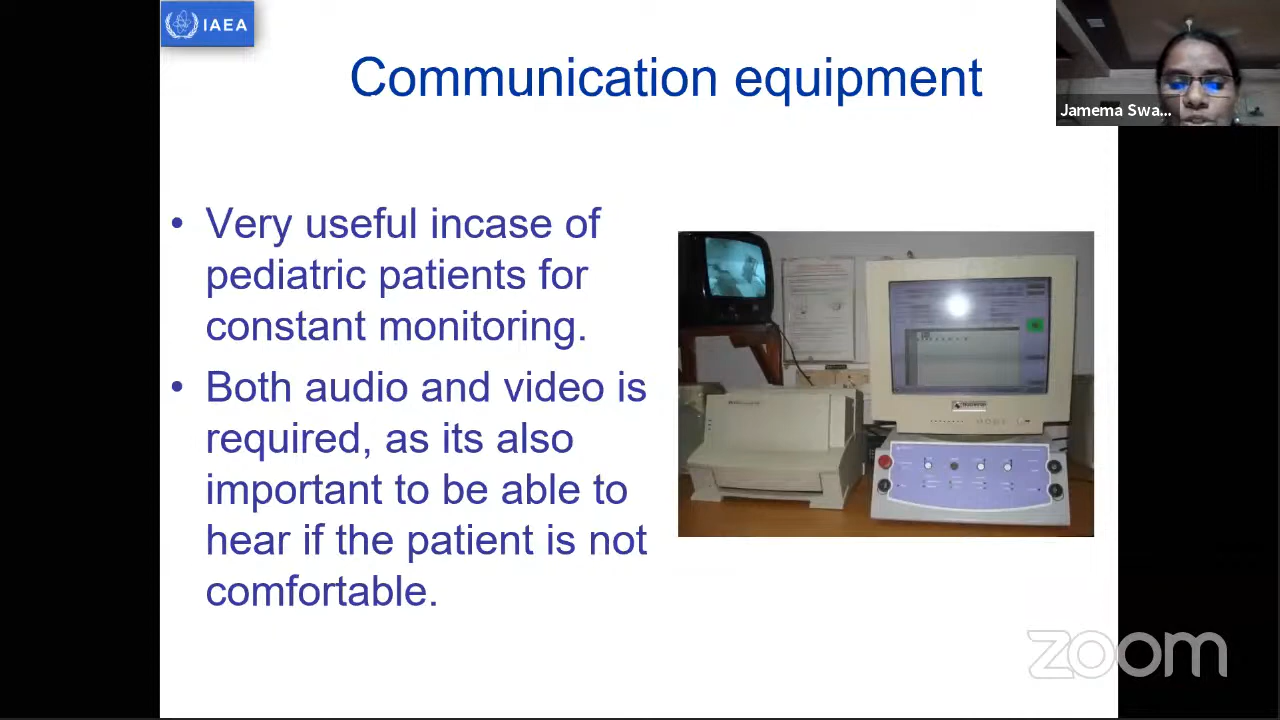 IAEA
Communication equipment
Jamema Swa...
• Very useful incase of
pediatric patients for
constant monitoring.
• Both audio and video is
required, as its also
important to be able to
hear if the patient is not
comfortable.
zoom